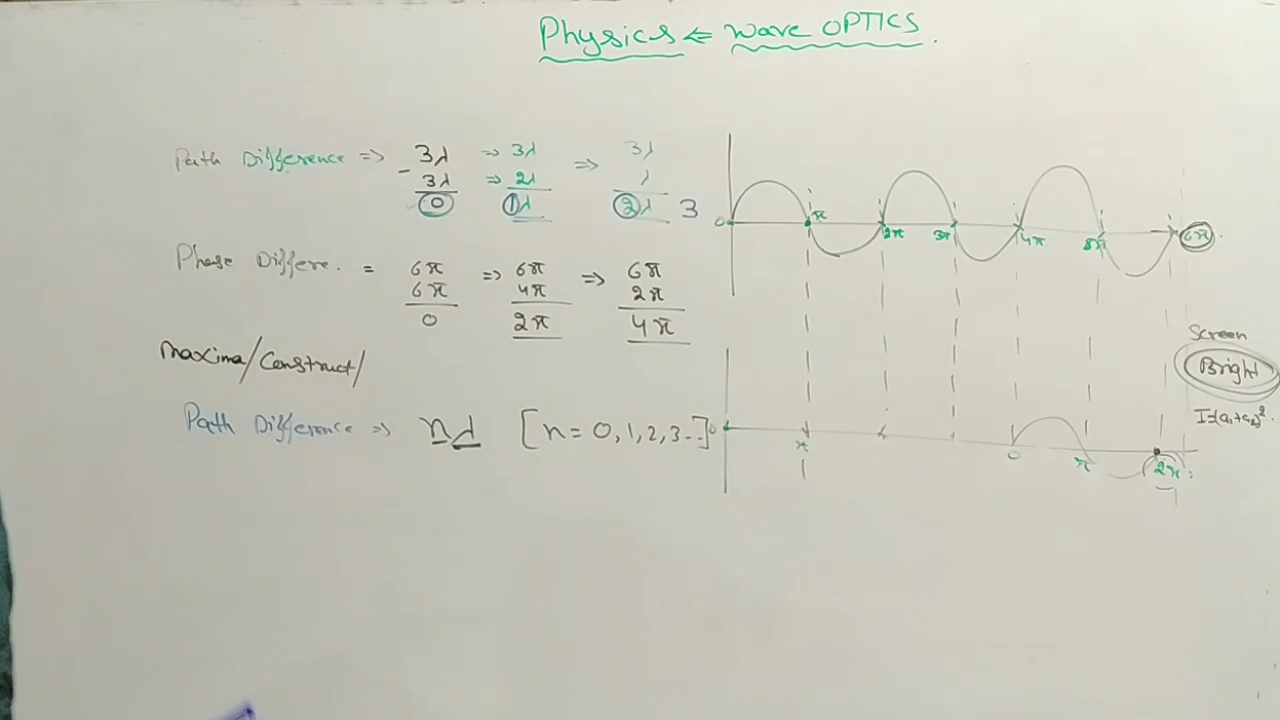 Physics ⇐ Wave OPTICS.
Path Difference => 3λ => 3λ => 3λ
- 3λ => 2λ λ
0 1λ 2λ 3
0 π 2π 3π 4π 5π 6π
Phase Differe. = 6π => 6π => 6π
6π 4π 2π
0 2π 4π
Screen
Bright
Maxima/Construct/
I=(a₁+a₂)²
Path Difference => nλ [n = 0, 1, 2, 3--]
0 π 0 π 2π